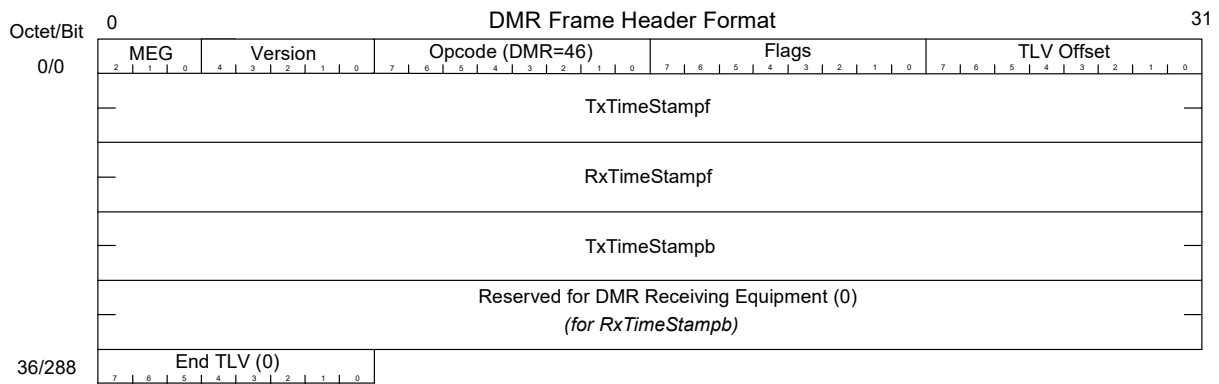 DMR Frame Header Format
Octet/Bit 0 31
MEG Version Opcode (DMR=46) Flags TLV Offset
0/0 2 1 0 4 3 2 1 0 7 6 5 4 3 2 1 0 7 6 5 4 3 2 1 0 7 6 5 4 3 2 1 0
TxTimeStampf
RxTimeStampf
TxTimeStampb
Reserved for DMR Receiving Equipment (0)
(for RxTimeStampb)
36/288 End TLV (0)
7 6 5 4 3 2 1 0